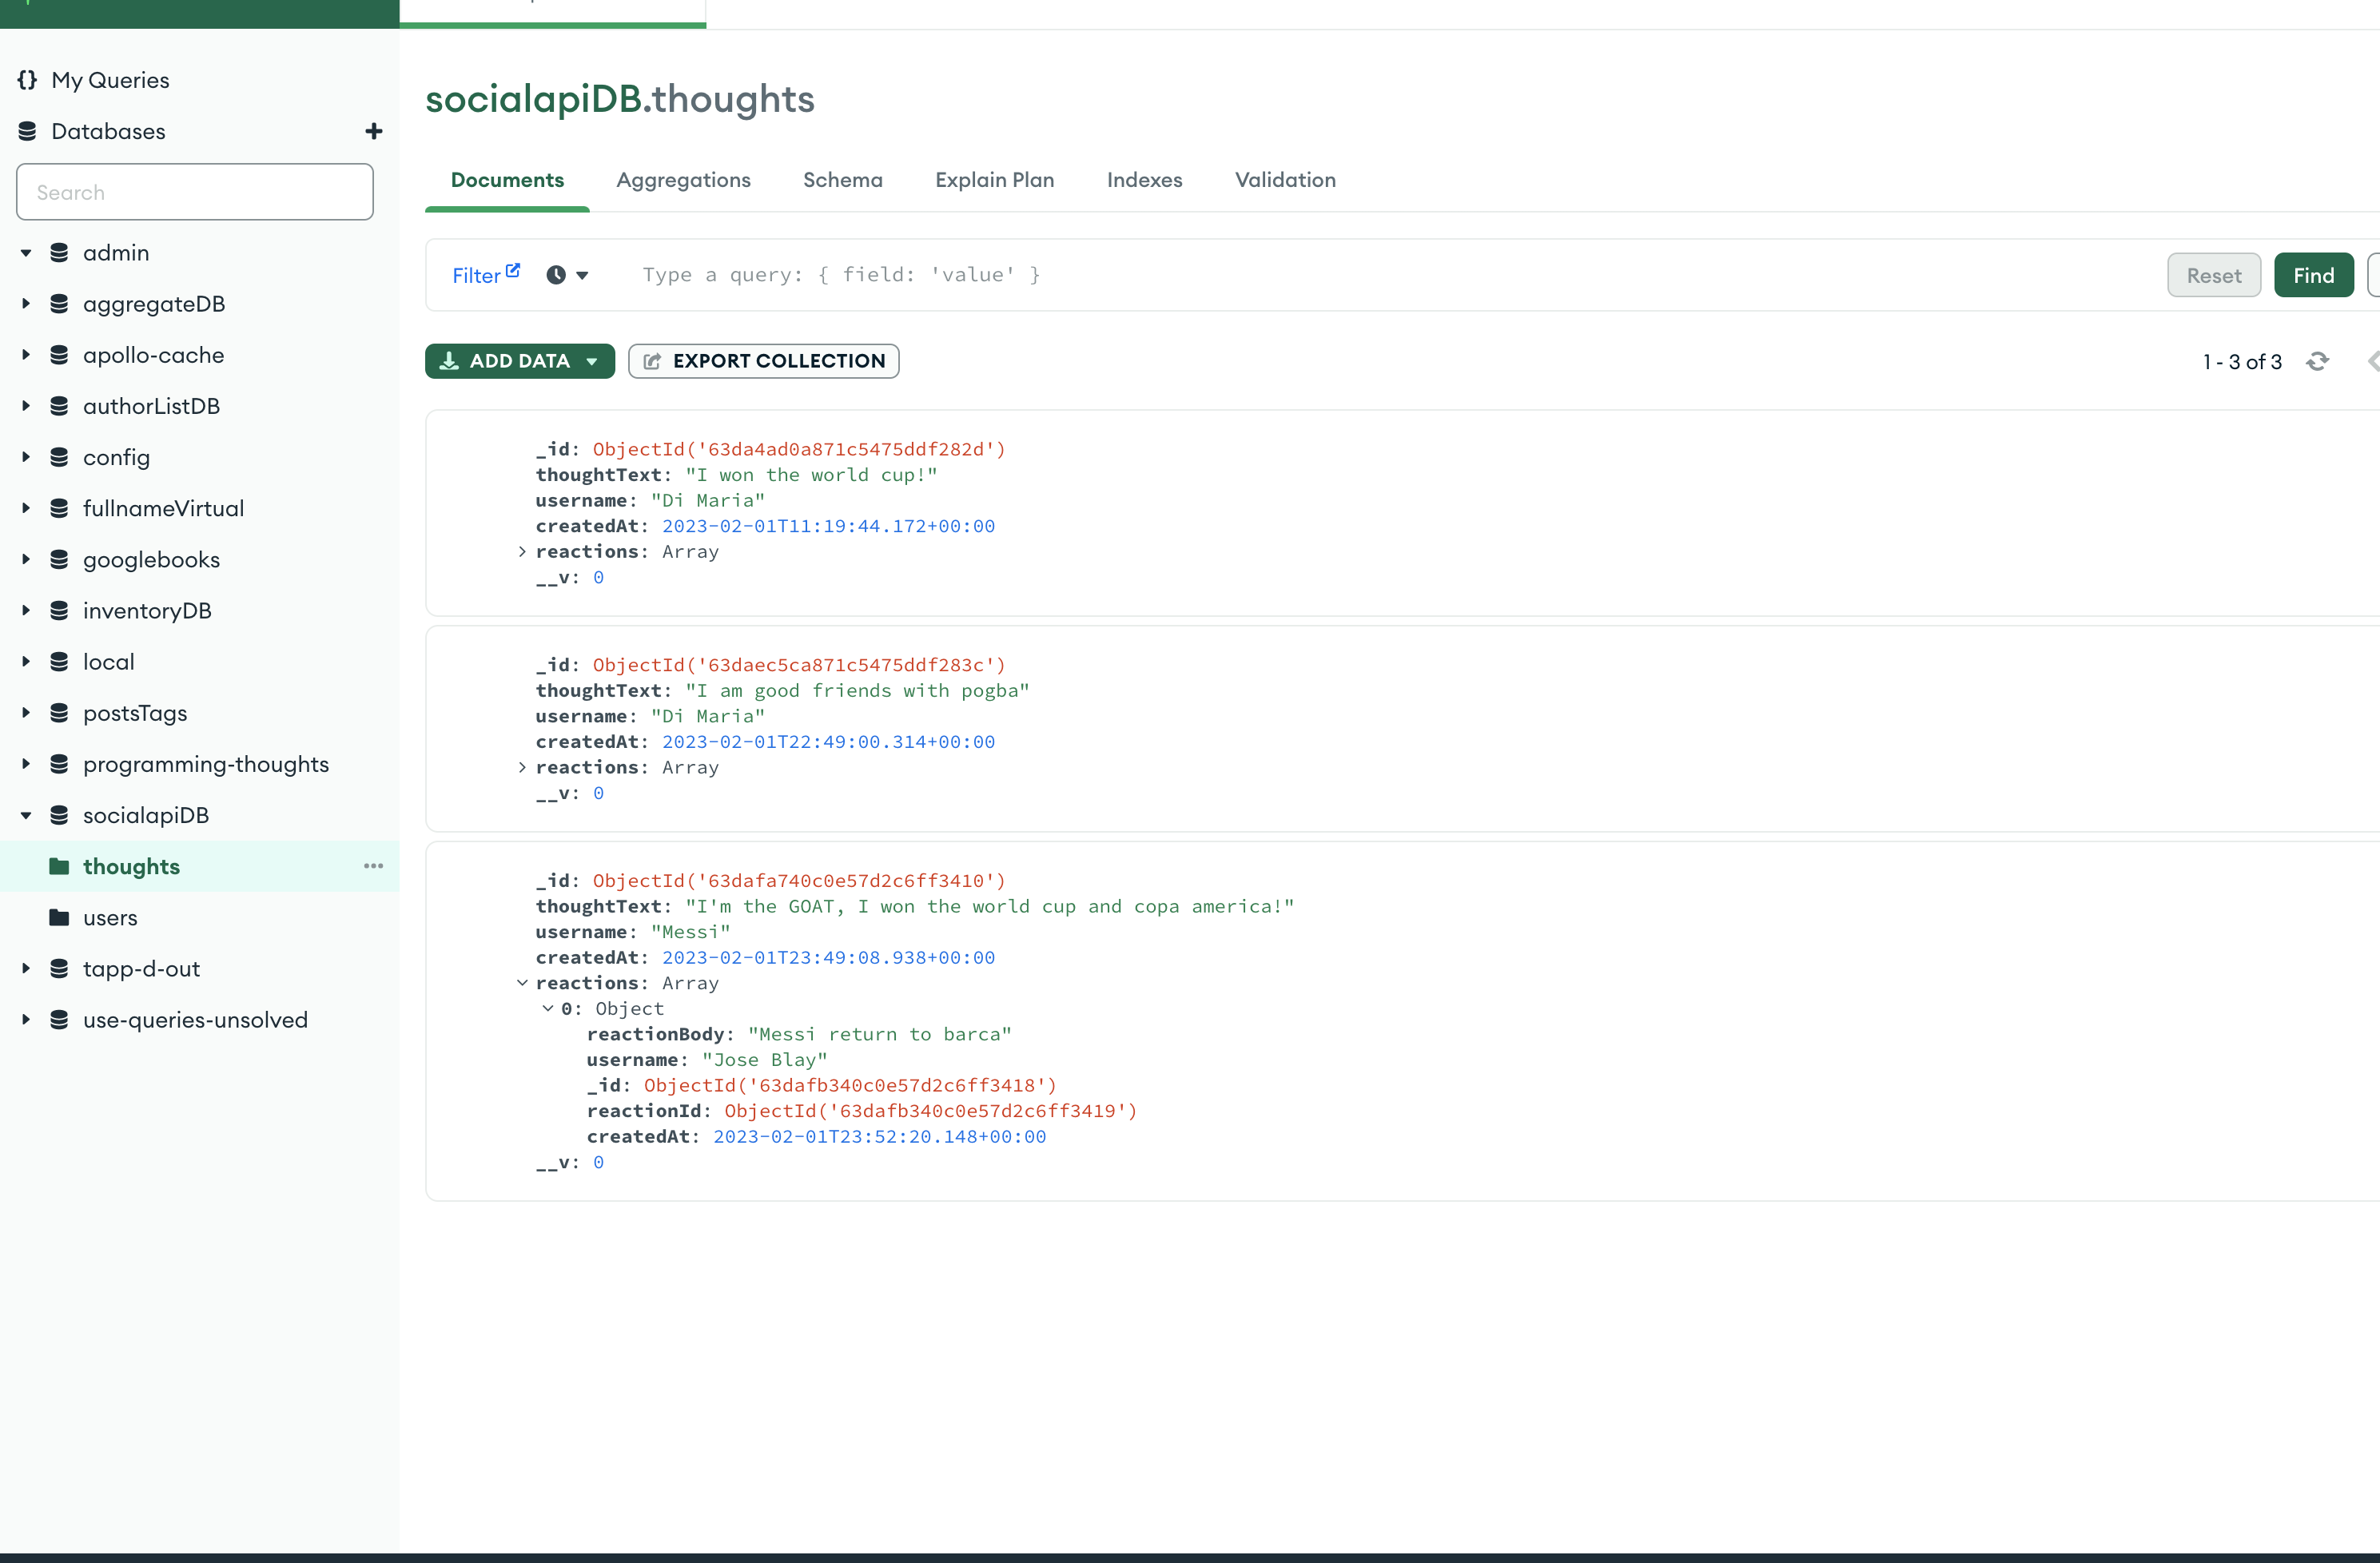 My Queries
Databases
Search
admin
aggregateDB
apollo-cache
authorListDB
config
fullnameVirtual
googlebooks
inventoryDB
local
postsTags
programming-thoughts
socialapiDB
thoughts
users
tapp-d-out
use-queries-unsolved
socialapiDB.thoughts
Documents Aggregations Schema Explain Plan Indexes Validation
Filter Type a query: { field: 'value' } Reset Find
ADD DATA EXPORT COLLECTION 1 - 3 of 3
_id: ObjectId('63da4ad0a871c5475ddf282d')
thoughtText: "I won the world cup!"
username: "Di Maria"
createdAt: 2023-02-01T11:19:44.172+00:00
reactions: Array
__v: 0
_id: ObjectId('63daec5ca871c5475ddf283c')
thoughtText: "I am good friends with pogba"
username: "Di Maria"
createdAt: 2023-02-01T22:49:00.314+00:00
reactions: Array
__v: 0
_id: ObjectId('63dafa740c0e57d2c6ff3410')
thoughtText: "I'm the GOAT, I won the world cup and copa america!"
username: "Messi"
createdAt: 2023-02-01T23:49:08.938+00:00
reactions: Array
0: Object
reactionBody: "Messi return to barca"
username: "Jose Blay"
_id: ObjectId('63dafb340c0e57d2c6ff3418')
reactionId: ObjectId('63dafb340c0e57d2c6ff3419')
createdAt: 2023-02-01T23:52:20.148+00:00
__v: 0